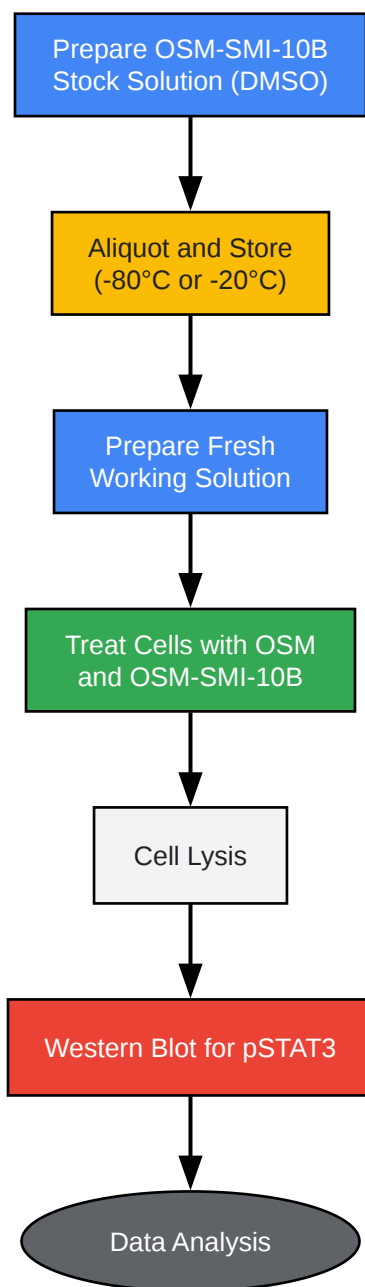 Prepare OSM-SMI-10B
Stock Solution (DMSO)
Aliquot and Store
(-80°C or -20°C)
Prepare Fresh
Working Solution
Treat Cells with OSM
and OSM-SMI-10B
Cell Lysis
Western Blot for pSTAT3
Data Analysis